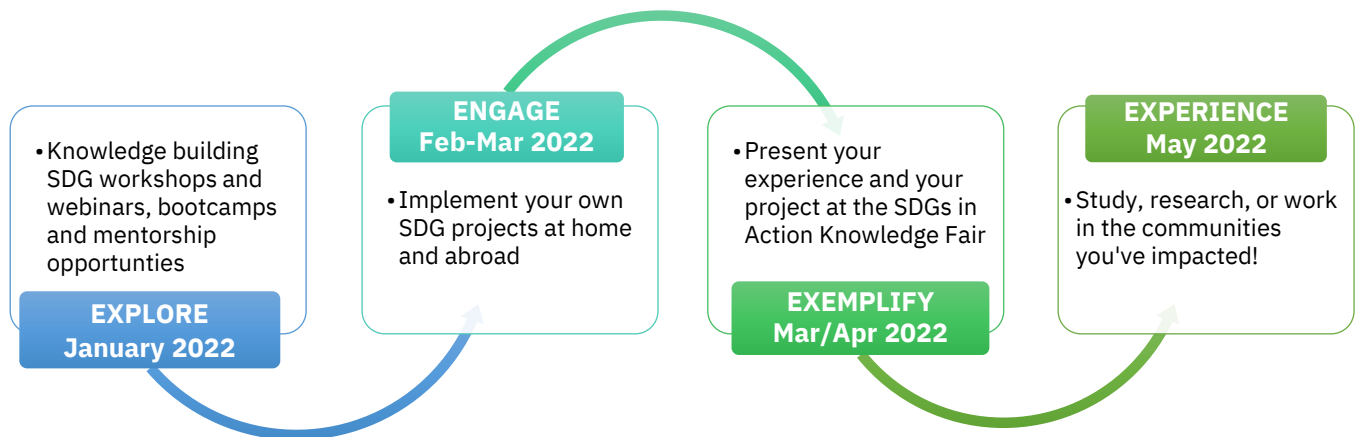 • Knowledge building
SDG workshops and
webinars, bootcamps
and mentorship
opportunties
EXPLORE
January 2022
ENGAGE
Feb-Mar 2022
• Implement your own
SDG projects at home
and abroad
• Present your
experience and your
project at the SDGs in
Action Knowledge Fair
EXEMPLIFY
Mar/Apr 2022
EXPERIENCE
May 2022
• Study, research, or work
in the communities
you've impacted!